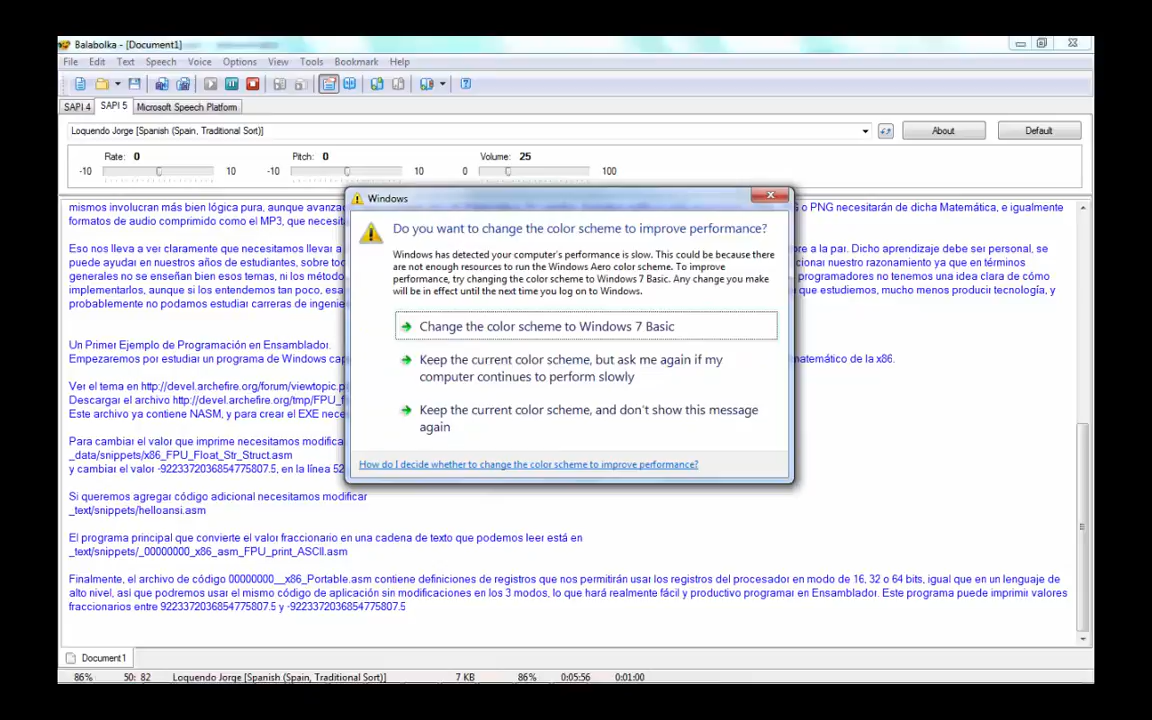 Balabolka - [Document1]
File Edit Text Speech Voice Options View Tools Bookmark Help
SAPI 4 SAPI 5 Microsoft Speech Platform
Loquendo Jorge [Spanish (Spain, Traditional Sort)] About Default
Rate: 0 Pitch: 0 Volume: 25
-10 10 -10 10 0 100
mismos involucran más bien lógica pura, aunque avanzad
o PNG necesitarán de dicha Matemática, e igualmente
formatos de audio comprimido como el MP3, que necesit
Eso nos lleva a ver claramente que necesitamos llevar a
re a la par. Dicho aprendizaje debe ser personal, se
puede ayudar en nuestros años de estudiantes, sobre to
cionar nuestro razonamiento ya que en términos
generales no se enseñan bien esos temas, ni los métod
programadores no tenemos una idea clara de cómo
implementarlos, aunque si los entendemos tan poco, esa
que estudiemos, mucho menos producir tecnología, y
probablemente no podamos estudiar carreras de ingenie
Un Primer Ejemplo de Programación en Ensamblador.
Empezaremos por estudiar un programa de Windows cap
matemático de la x86.
Ver el tema en http://devel.archefire.org/forum/viewtopic.p
Descargar el archivo http://devel.archefire.org/tmp/FPU_f
Este archivo ya contiene NASM, y para crear el EXE nece
Para cambiar el valor que imprime necesitamos modifica
_data/snippets/x86_FPU_Float_Str_Struct.asm
y cambiar el valor -9223372036854775807.5, en la línea 52
Si queremos agregar código adicional necesitamos modificar
_text/snippets/helloansi.asm
El programa principal que convierte el valor fraccionario en una cadena de texto que podemos leer está en
_text/snippets/_00000000_x86_asm_FPU_print_ASCII.asm
Finalmente, el archivo de código 00000000__x86_Portable.asm contiene definiciones de registros que nos permitirán usar los registros del procesador en modo de 16, 32 o 64 bits, igual que en un lenguaje de
alto nivel, asi que podremos usar el mismo código de aplicación sin modificaciones en los 3 modos, lo que hará realmente fácil y productivo programar en Ensamblador. Este programa puede imprimir valores
fraccionarios entre 9223372036854775807.5 y -9223372036854775807.5
Windows
Do you want to change the color scheme to improve performance?
Windows has detected your computer's performance is slow. This could be because there
are not enough resources to run the Windows Aero color scheme. To improve
performance, try changing the color scheme to Windows 7 Basic. Any change you make
will be in effect until the next time you log on to Windows.
Change the color scheme to Windows 7 Basic
Keep the current color scheme, but ask me again if my
computer continues to perform slowly
Keep the current color scheme, and don't show this message
again
How do I decide whether to change the color scheme to improve performance?
Document1
86% 50: 82 Loquendo Jorge [Spanish (Spain, Traditional Sort)] 7 KB 86% 0:05:56 0:01:00